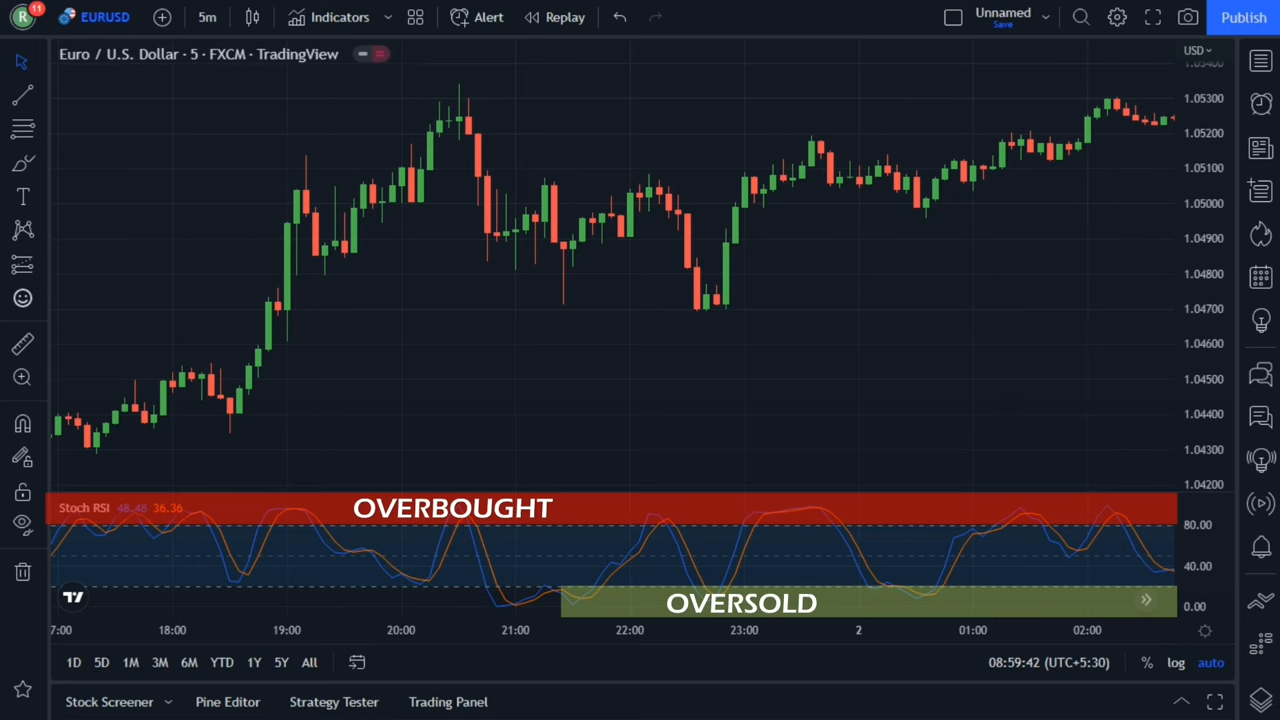 R 11 EURUSD 5m Indicators Alert Replay Unnamed Save Publish
Euro / U.S. Dollar · 5 · FXCM · TradingView
USD
1.05400
1.05300
1.05200
1.05100
1.05000
1.04900
1.04800
1.04700
1.04600
1.04500
1.04400
1.04300
1.04200
Stoch RSI 48.48 36.36
OVERBOUGHT
80.00
40.00
OVERSOLD
0.00
7:00 18:00 19:00 20:00 21:00 22:00 23:00 2 01:00 02:00
1D 5D 1M 3M 6M YTD 1Y 5Y All 08:59:42 (UTC+5:30) % log auto
Stock Screener Pine Editor Strategy Tester Trading Panel